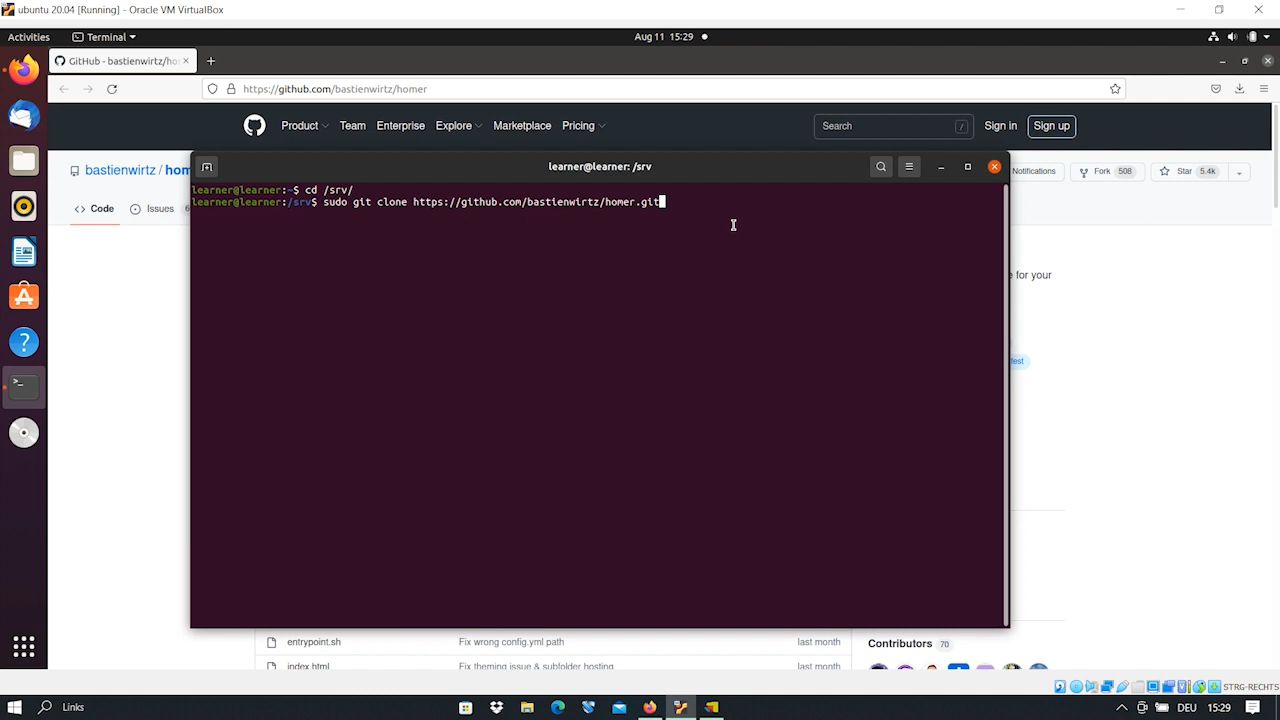 ubuntu 20.04 [Running] - Oracle VM VirtualBox
Activities
Terminal
Aug 11 15:29
GitHub - bastienwirtz/ho
https://github.com/bastienwirtz/homer
Product
Team
Enterprise
Explore
Marketplace
Pricing
Search
/
Sign in
Sign up
bastienwirtz / hom
Notifications
Fork 508
Star 5.4k
Code
Issues
learner@learner: /srv
learner@learner:~$ cd /srv/
learner@learner:/srv$ sudo git clone https://github.com/bastienwirtz/homer.git
e for your
fest
entrypoint.sh
Fix wrong config.yml path
last month
index.html
Fix theming issue & subfolder hosting
last month
Contributors 70
STRG-RECHTS
Links
DEU
15:29